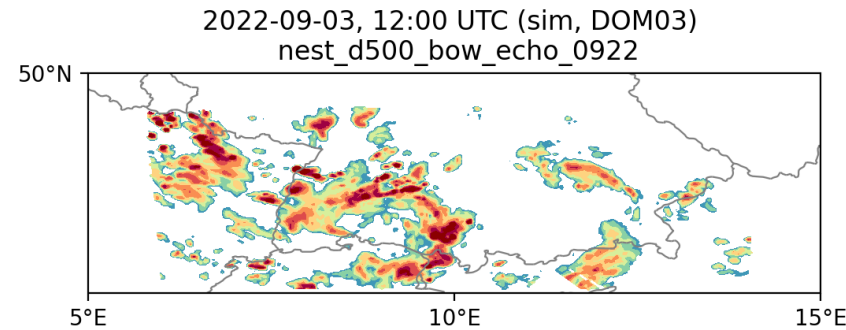 2022-09-03, 12:00 UTC (sim, DOM03)
nest_d500_bow_echo_0922
50°N
5°E
10°E
15°E